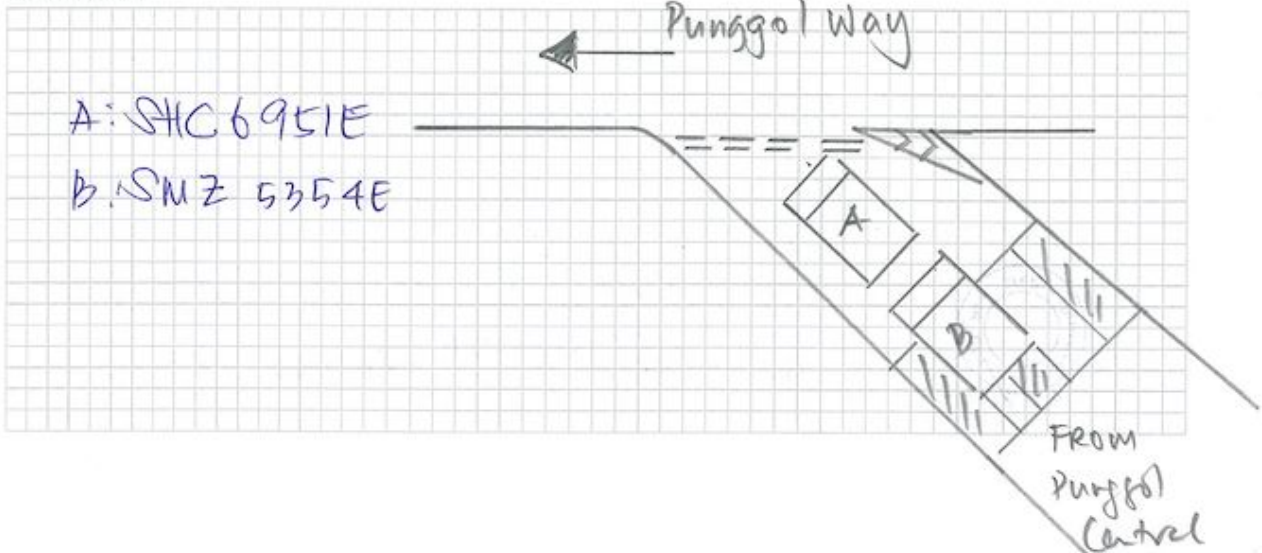 Punggol Way
A: SHC6951E
B: SMZ 5354E
A
B
FROM
Punggol
Central